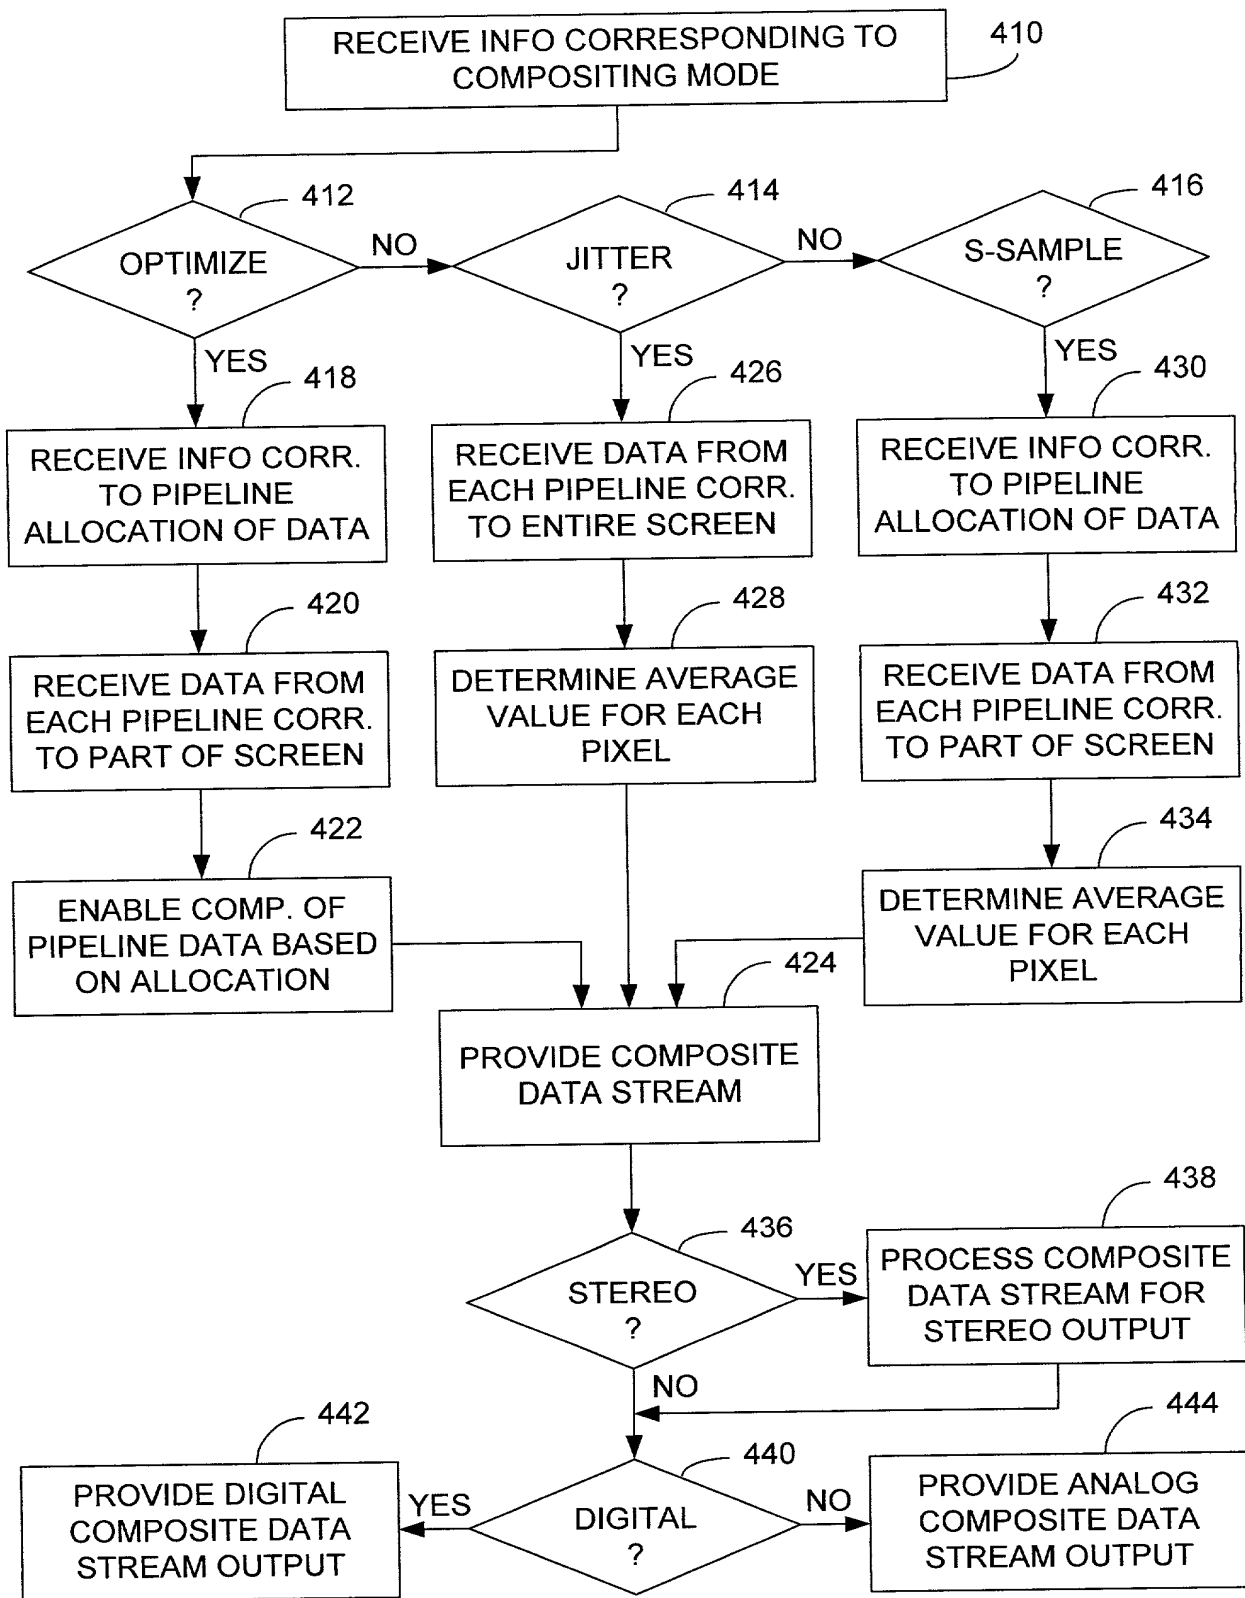 RECEIVE INFO CORRESPONDING TO
COMPOSITING MODE
410
412
414
416
OPTIMIZE
?
NO
JITTER
?
NO
S-SAMPLE
?
YES
YES
YES
418
426
430
RECEIVE INFO CORR.
TO PIPELINE
ALLOCATION OF DATA
RECEIVE DATA FROM
EACH PIPELINE CORR.
TO ENTIRE SCREEN
RECEIVE INFO CORR.
TO PIPELINE
ALLOCATION OF DATA
420
428
432
RECEIVE DATA FROM
EACH PIPELINE CORR.
TO PART OF SCREEN
DETERMINE AVERAGE
VALUE FOR EACH
PIXEL
RECEIVE DATA FROM
EACH PIPELINE CORR.
TO PART OF SCREEN
422
434
ENABLE COMP. OF
PIPELINE DATA BASED
ON ALLOCATION
DETERMINE AVERAGE
VALUE FOR EACH
PIXEL
424
PROVIDE COMPOSITE
DATA STREAM
436
438
STEREO
?
YES
PROCESS COMPOSITE
DATA STREAM FOR
STEREO OUTPUT
NO
442
440
444
PROVIDE DIGITAL
COMPOSITE DATA
STREAM OUTPUT
YES
DIGITAL
?
NO
PROVIDE ANALOG
COMPOSITE DATA
STREAM OUTPUT